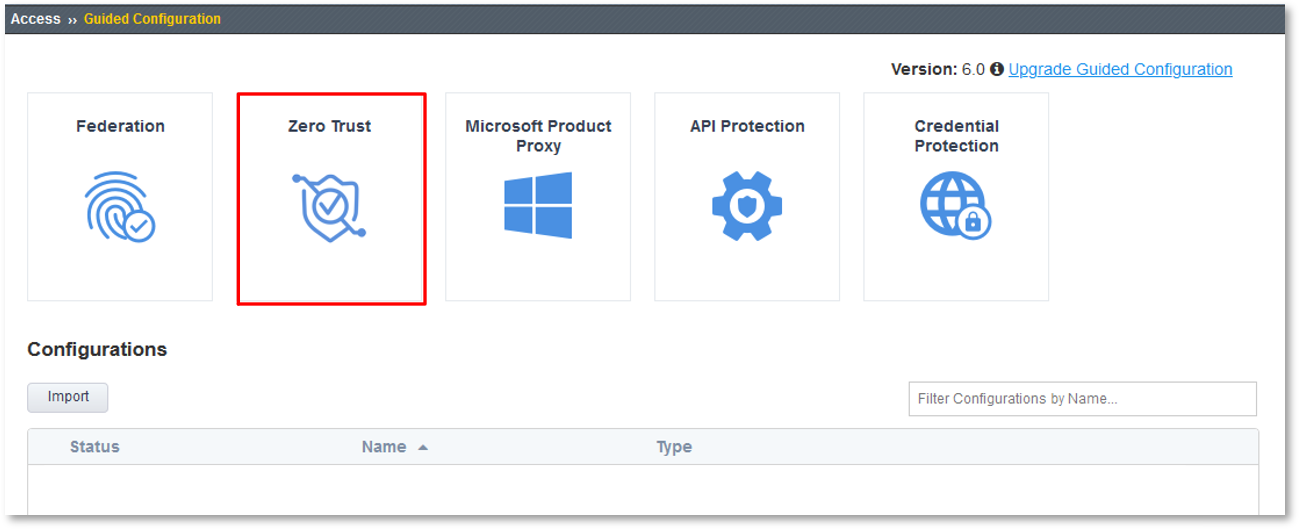 Access ›› Guided Configuration
Version: 6.0 Upgrade Guided Configuration
Federation
Zero Trust
Microsoft Product
Proxy
API Protection
Credential
Protection
Configurations
Import
Filter Configurations by Name...
Status Name Type